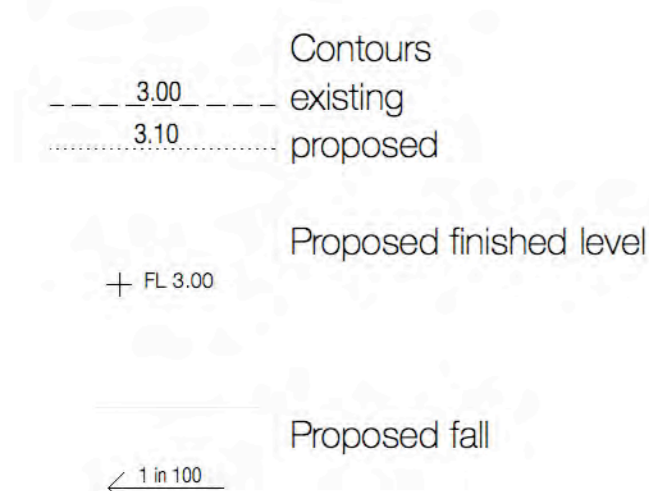 Contours
3.00 existing
3.10 proposed
Proposed finished level
FL 3.00
Proposed fall
1 in 100